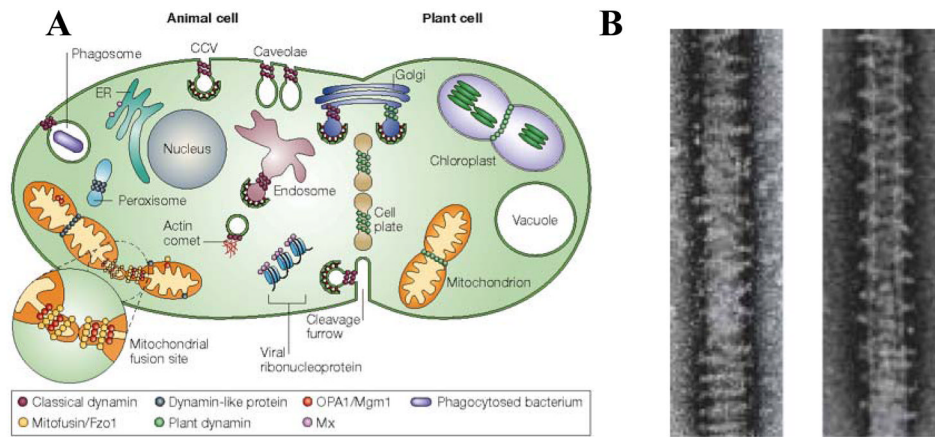 A
Animal cell
Plant cell
B
Phagosome
CCV
Caveolae
Golgi
ER
Nucleus
Chloroplast
Endosome
Peroxisome
Vacuole
Cell
plate
Actin
comet
Mitochondrion
Cleavage
furrow
Mitochondrial
fusion site
Viral
ribonucleoprotein
Classical dynamin
Dynamin-like protein
OPA1/Mgm1
Phagocytosed bacterium
Mitofusin/Fzo1
Plant dynamin
Mx